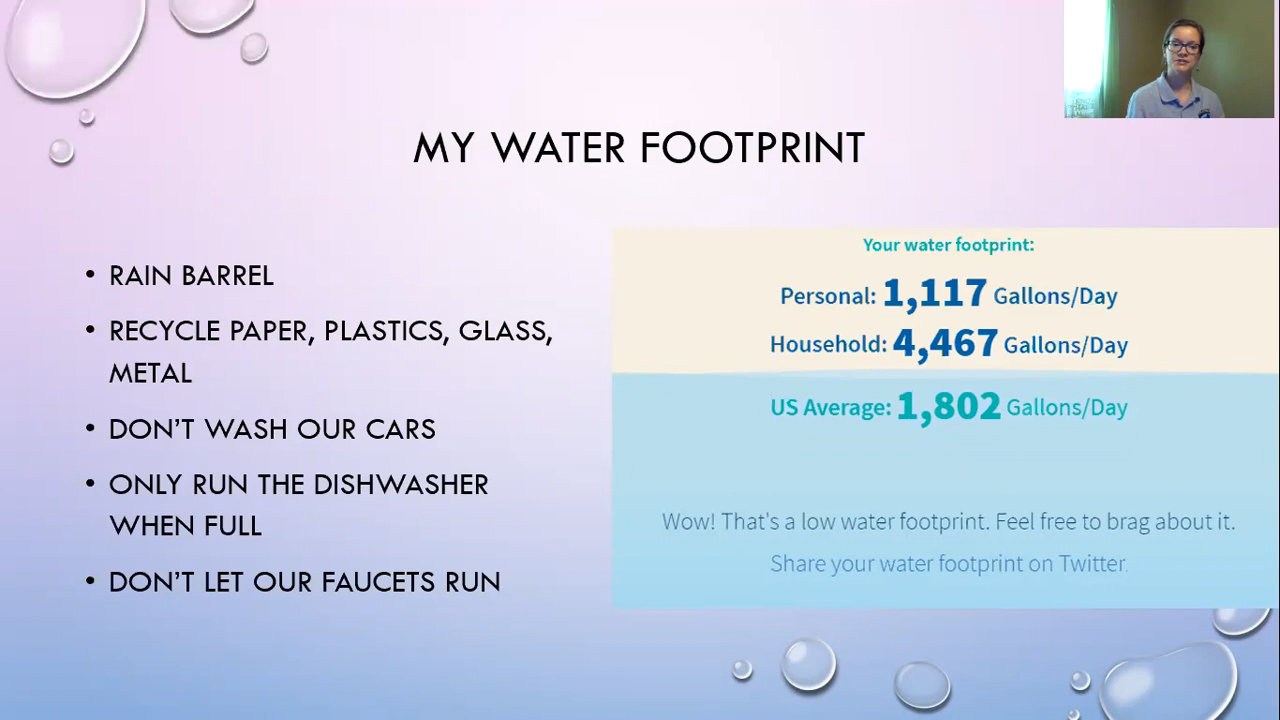 MY WATER FOOTPRINT
• RAIN BARREL
• RECYCLE PAPER, PLASTICS, GLASS,
METAL
• DON'T WASH OUR CARS
• ONLY RUN THE DISHWASHER
WHEN FULL
• DON'T LET OUR FAUCETS RUN
Your water footprint:
Personal: 1,117 Gallons/Day
Household: 4,467 Gallons/Day
US Average: 1,802 Gallons/Day
Wow! That's a low water footprint. Feel free to brag about it.
Share your water footprint on Twitter.